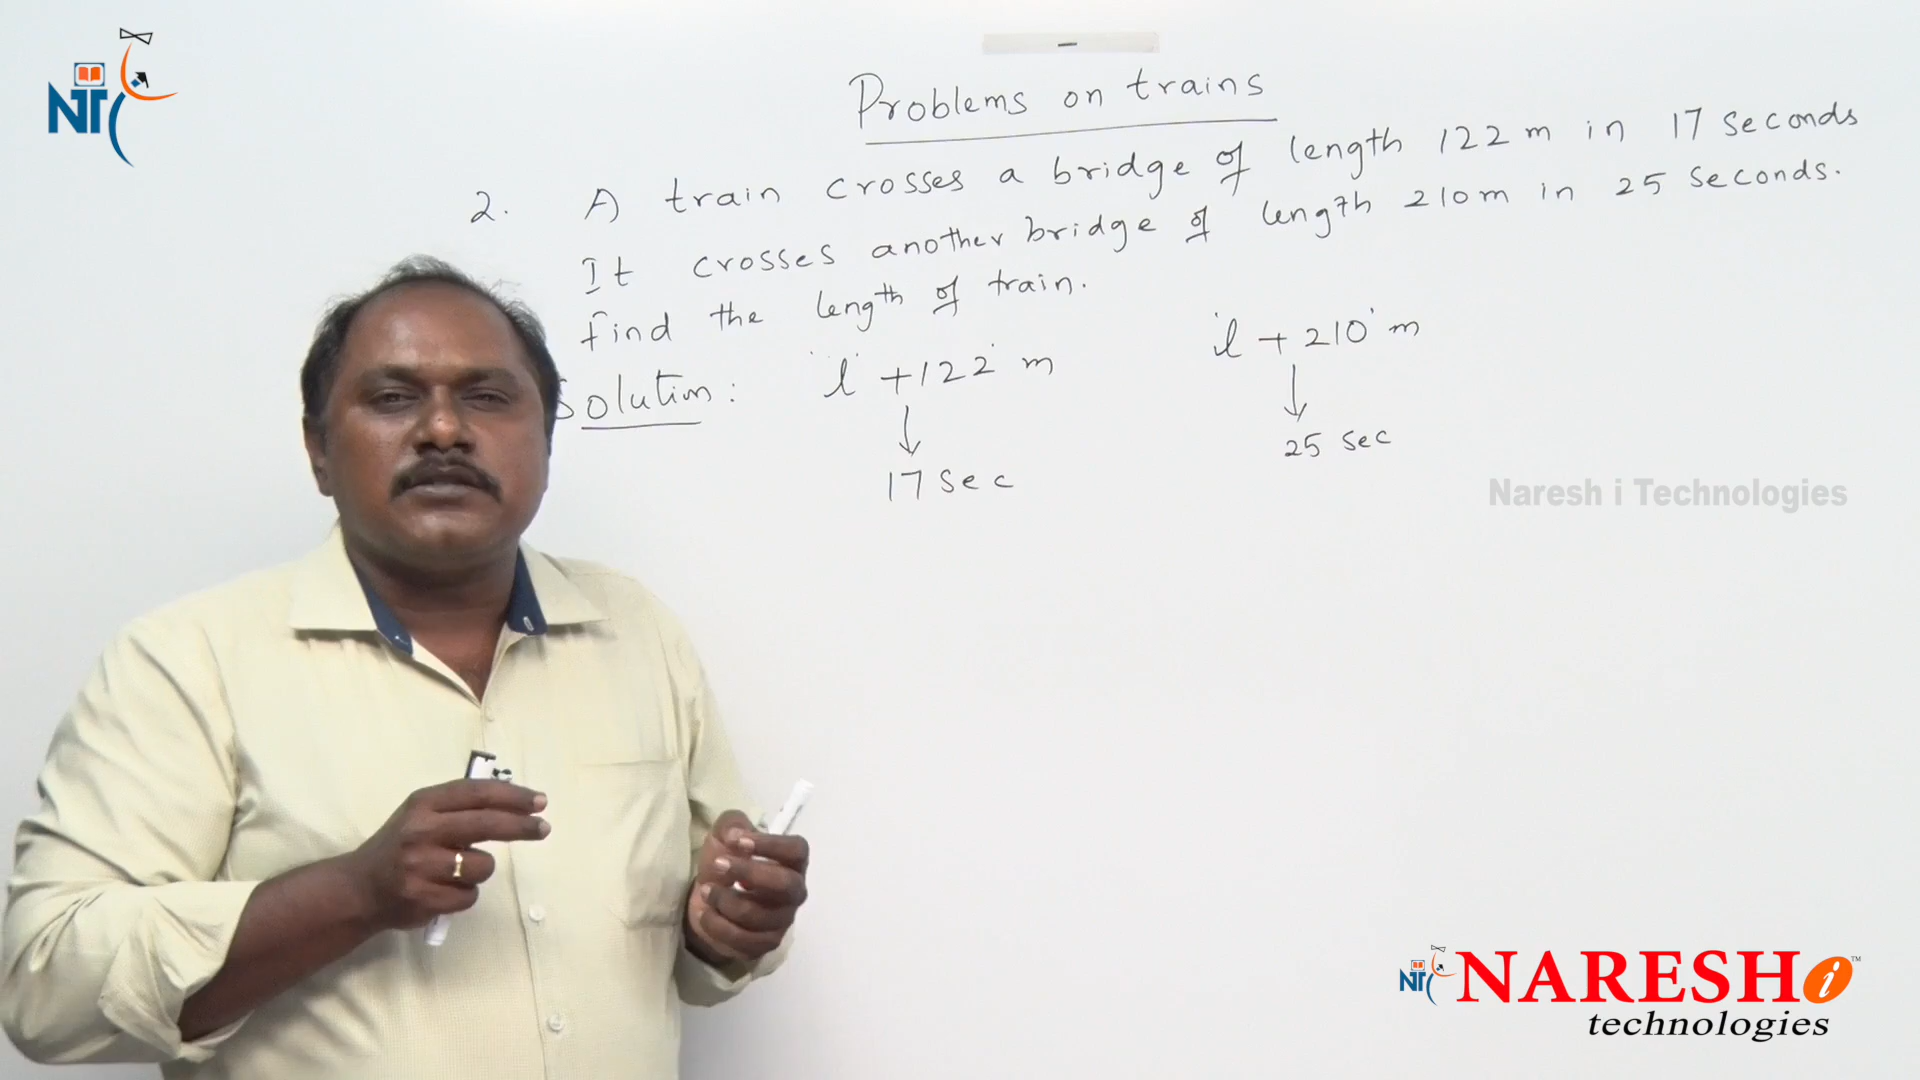 NT
Problems on trains
2. A train crosses a bridge of length 122 m in 17 seconds
It crosses another bridge of length 210m in 25 seconds.
find the length of train.
Solution: l + 122 m
l + 210 m
17 sec
25 sec
Naresh i Technologies
NT NARESH i ™
technologies